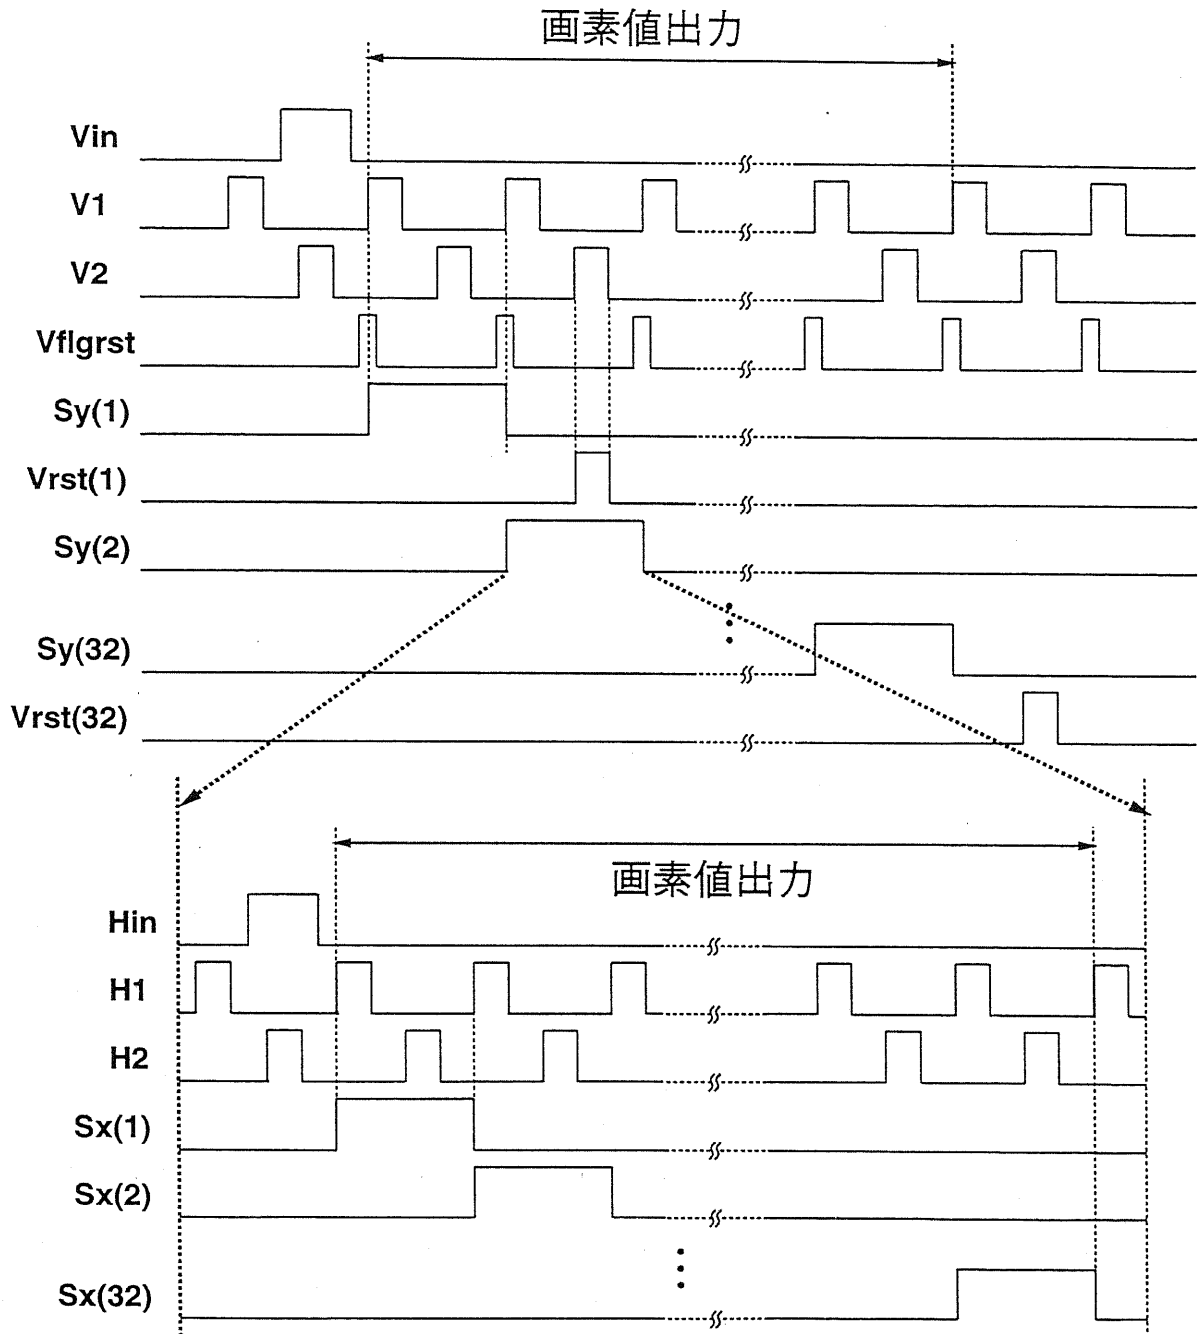 画素値出力
Vin
V1
V2
Vflgrst
Sy(1)
Vrst(1)
Sy(2)
Sy(32)
Vrst(32)
画素値出力
Hin
H1
H2
Sx(1)
Sx(2)
Sx(32)